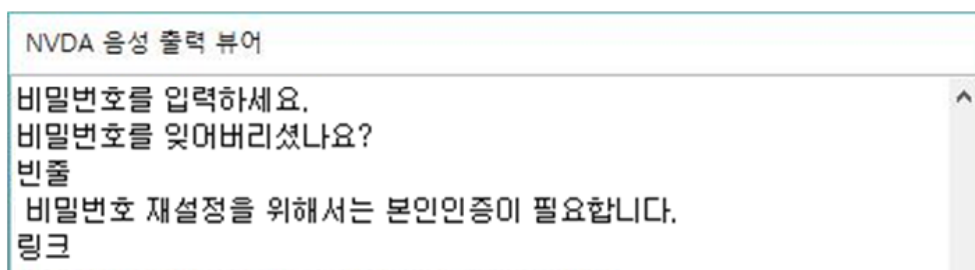 NVDA 음성 출력 뷰어
비밀번호를 입력하세요.
비밀번호를 잊어버리셨나요?
빈줄
비밀번호 재설정을 위해서는 본인인증이 필요합니다.
링크